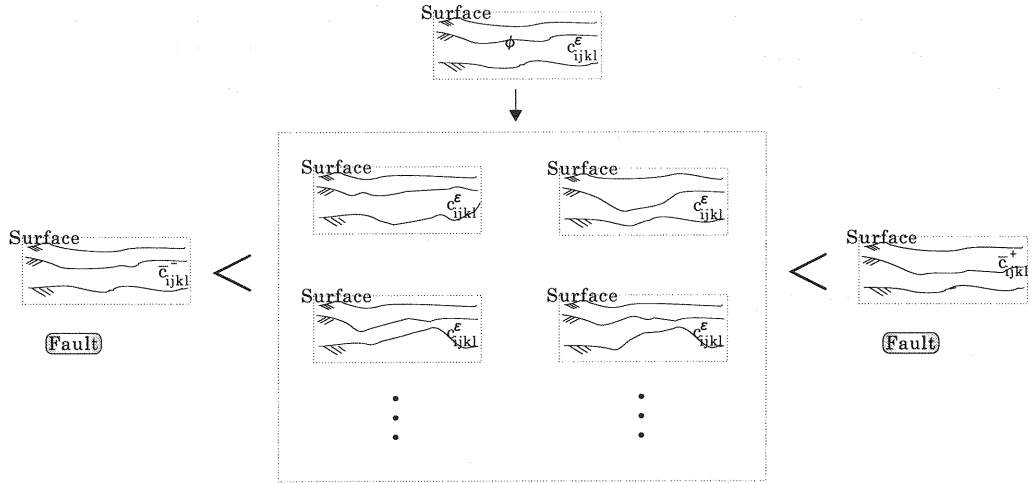 Surface
ϕ
c^ε_ijkl
Surface
c^ε_ijkl
Surface
c^ε_ijkl
Surface
c̄^-_ijkl
Fault
<
Surface
c^ε_ijkl
Surface
c^ε_ijkl
<
Surface
c̄^+_ijkl
Fault